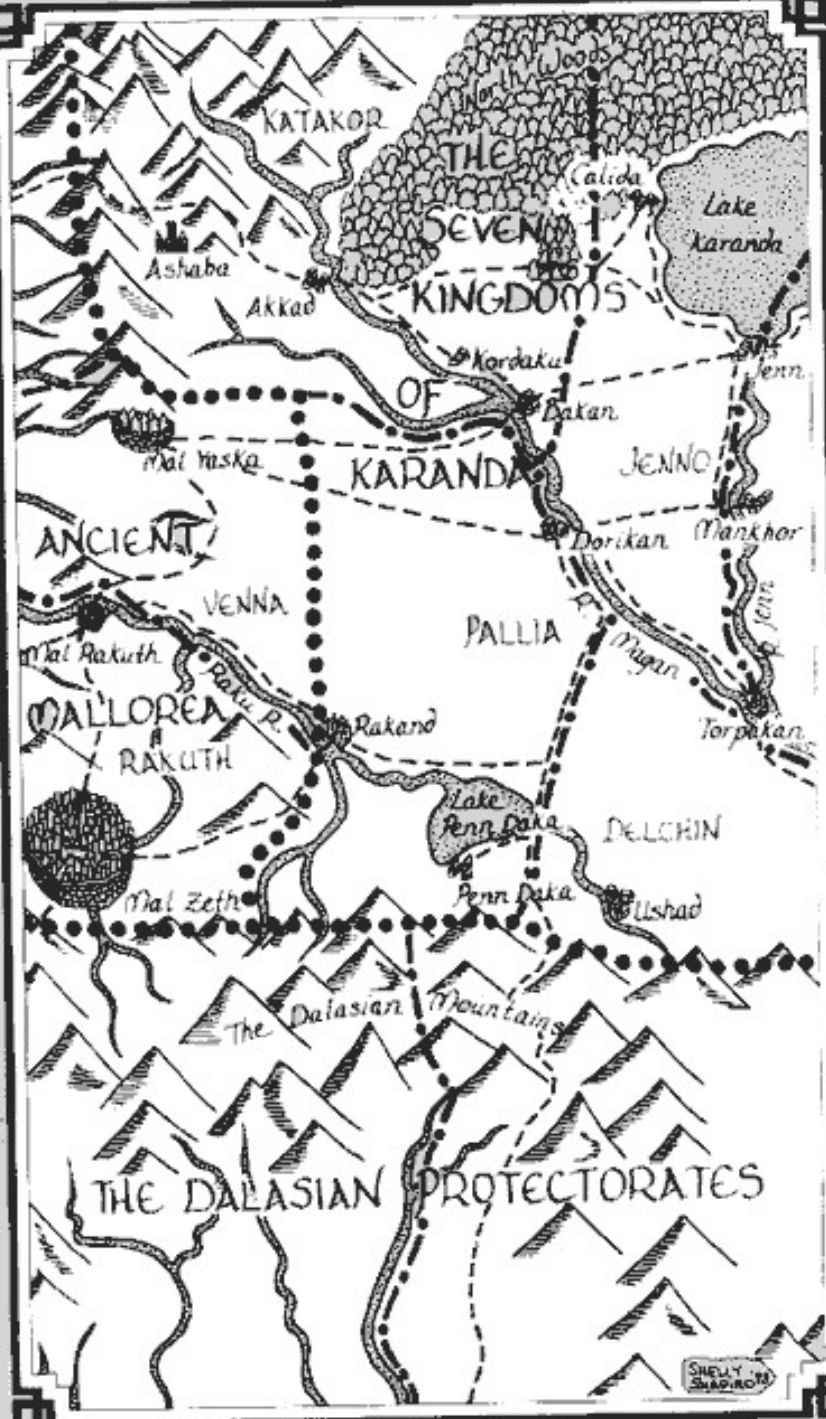 North Woods
KATAKOR
THE
Calida
SEVEN
Lake
Karanda
Ashaba
Akkad
KINGDOMS
Kordaku
Jenn
OF
Dakan
Mal Yaska
KARANDA
JENNO
ANCIENT
Dorikan
Mankhor
VENNA
R. Jenn
PALLIA
R. Magan
Mal Rakuth
Raku R.
MALLOREA
Rakand
Torpakan
RAKUTH
Lake
Penn Daka
DELCHIN
Mal Zeth
Penn Daka
Ushad
The Dalasian Mountains
THE DALASIAN PROTECTORATES
SHELLY
SHAPIRO